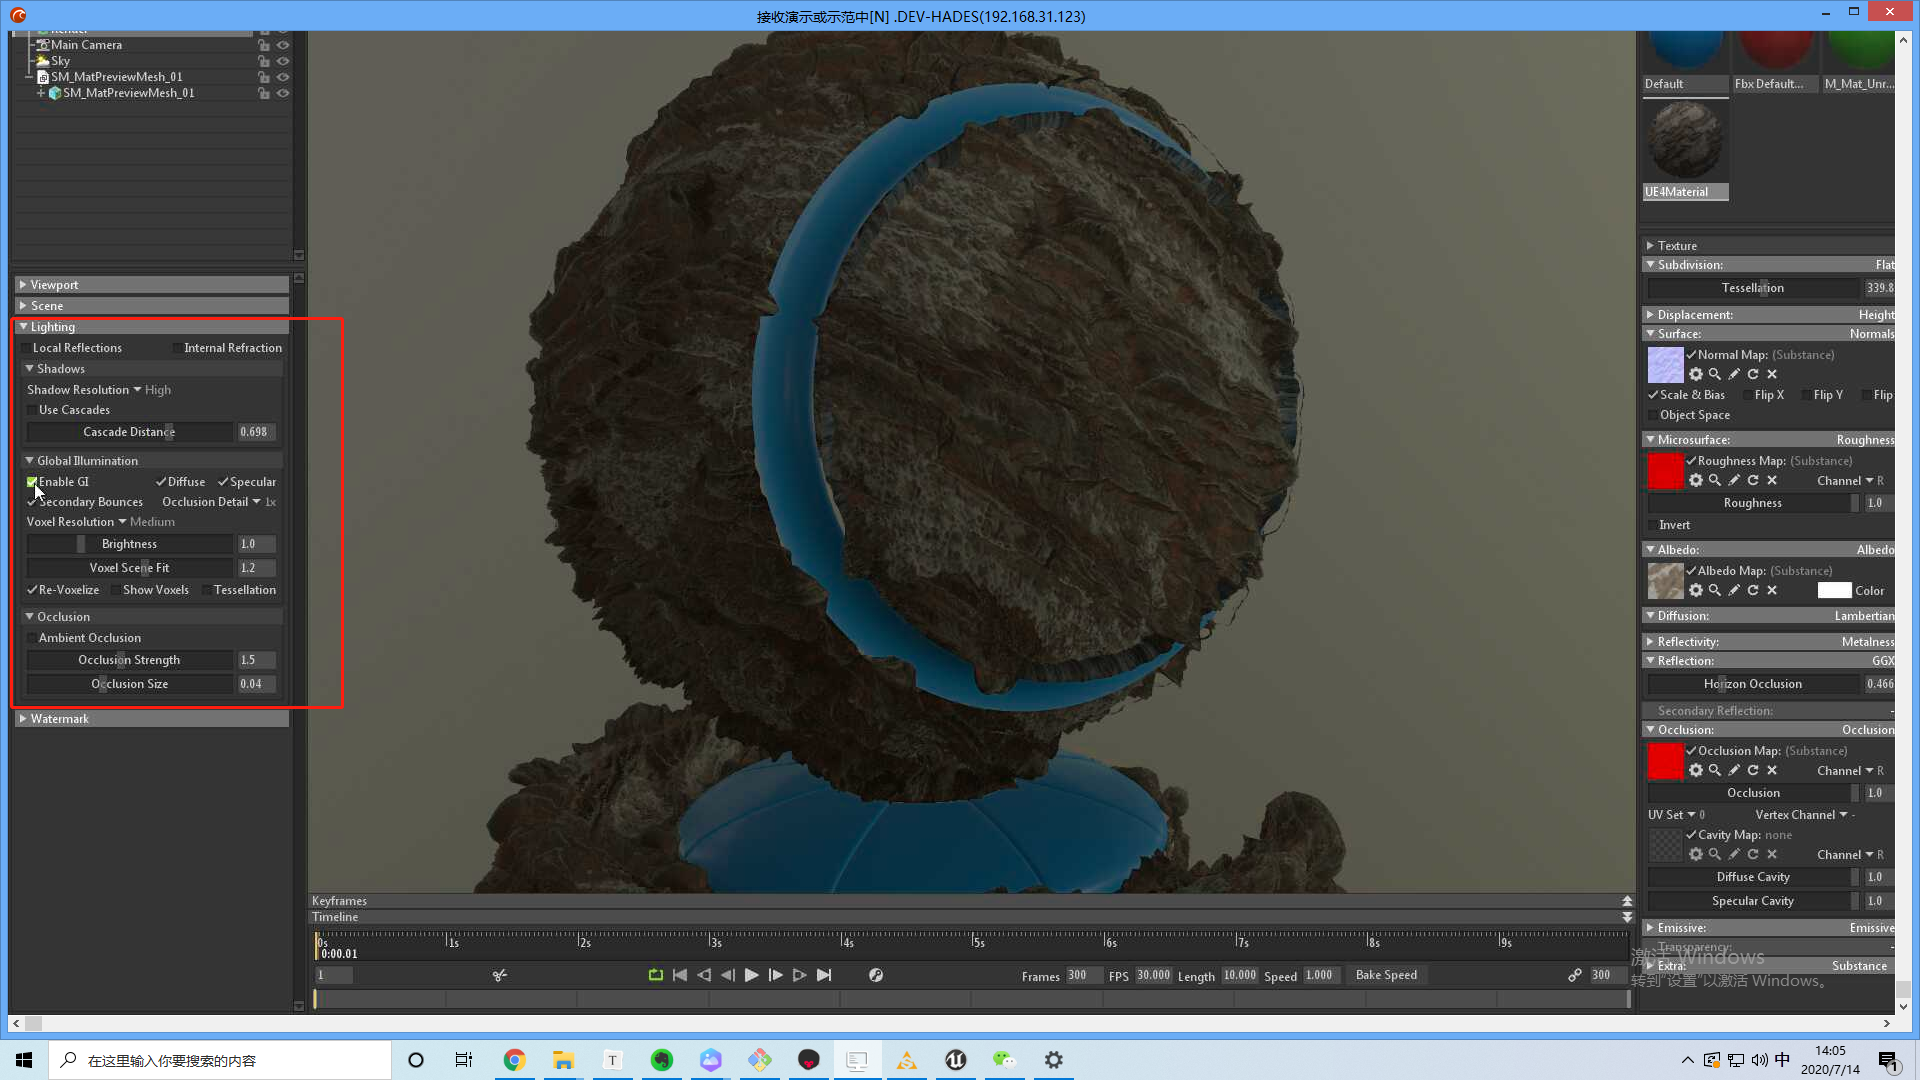 接收演示或示范中[N] .DEV-HADES(192.168.31.123)
Render
Main Camera
Sky
SM_MatPreviewMesh_01
SM_MatPreviewMesh_01
Viewport
Scene
Lighting
Local Reflections Internal Refraction
Shadows
Shadow Resolution High
Use Cascades
Cascade Distance 0.698
Global Illumination
Enable GI Diffuse Specular
Secondary Bounces Occlusion Detail 1x
Voxel Resolution Medium
Brightness 1.0
Voxel Scene Fit 1.2
Re-Voxelize Show Voxels Tessellation
Occlusion
Ambient Occlusion
Occlusion Strength 1.5
Occlusion Size 0.04
Watermark
Keyframes
Timeline
0s 1s 2s 3s 4s 5s 6s 7s 8s 9s
0:00.01
1 Frames 300 FPS 30.000 Length 10.000 Speed 1.000 Bake Speed 300
Default Fbx Default... M_Mat_Unr...
UE4Material
Texture
Subdivision: Flat
Tessellation 339.8
Displacement: Height
Surface: Normals
Normal Map: (Substance)
Scale & Bias Flip X Flip Y Flip
Object Space
Microsurface: Roughness
Roughness Map: (Substance)
Channel R
Roughness 1.0
Invert
Albedo: Albedo
Albedo Map: (Substance)
Color
Diffusion: Lambertian
Reflectivity: Metalness
Reflection: GGX
Horizon Occlusion 0.466
Secondary Reflection: -
Occlusion: Occlusion
Occlusion Map: (Substance)
Channel R
Occlusion 1.0
UV Set 0 Vertex Channel -
Cavity Map: none
Channel R
Diffuse Cavity 1.0
Specular Cavity 1.0
Emissive: Emissive
Transparency: -
Extra: Substance
激活 Windows
转到"设置"以激活 Windows。
在这里输入你要搜索的内容
T
中
14:05
2020/7/14
1